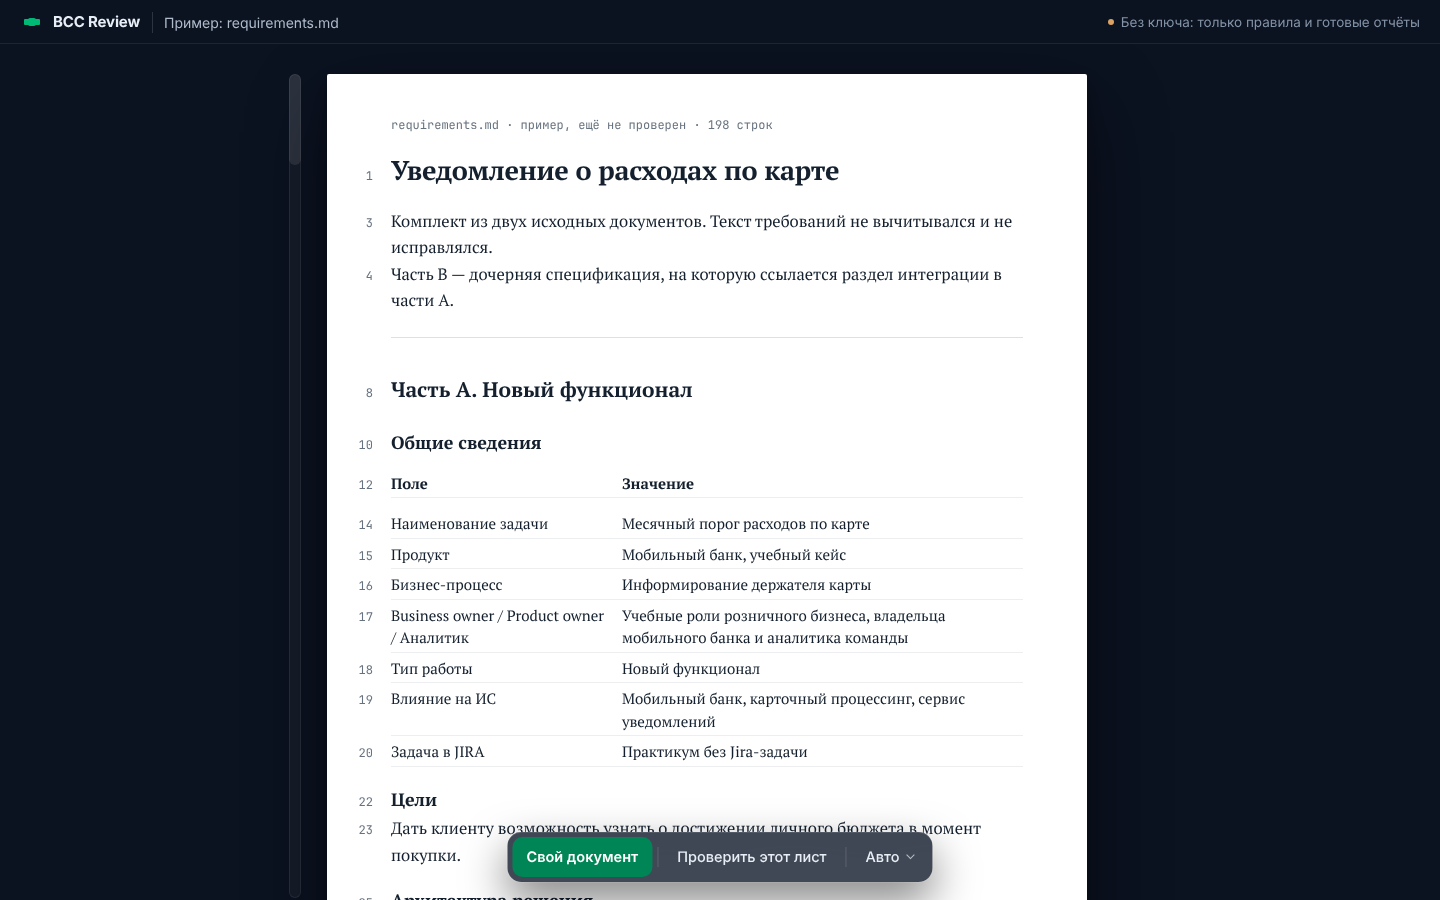 BCC Review
Пример: requirements.md
Без ключа: только правила и готовые отчёты
requirements.md · пример, ещё не проверен · 198 строк
1 Уведомление о расходах по карте
3 Комплект из двух исходных документов. Текст требований не вычитывался и не
исправлялся.
4 Часть B — дочерняя спецификация, на которую ссылается раздел интеграции в
части A.
8 Часть A. Новый функционал
10 Общие сведения
12 Поле Значение
14 Наименование задачи Месячный порог расходов по карте
15 Продукт Мобильный банк, учебный кейс
16 Бизнес-процесс Информирование держателя карты
17 Business owner / Product owner Учебные роли розничного бизнеса, владельца
/ Аналитик мобильного банка и аналитика команды
18 Тип работы Новый функционал
19 Влияние на ИС Мобильный банк, карточный процессинг, сервис
уведомлений
20 Задача в JIRA Практикум без Jira-задачи
22 Цели
23 Дать клиенту возможность узнать о достижении личного бюджета в момент
покупки.
Свой документ
Проверить этот лист
Авто
25 Архитектура решения